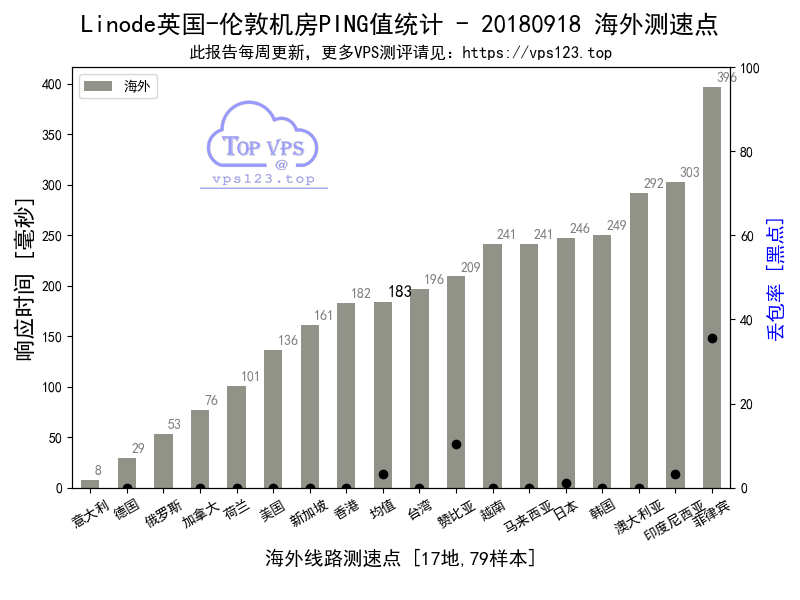 Linode英国-伦敦机房PING值统计 - 20180918 海外测速点
此报告每周更新，更多VPS测评请见：https://vps123.top
海外
TOP VPS
@
vps123.top
响应时间 [毫秒]
400
350
300
250
200
150
100
50
0
8
29
53
76
101
136
161
182
183
196
209
241
241
246
249
292
303
396
100
80
60
40
20
0
丢包率 [黑点]
意大利
德国
俄罗斯
加拿大
荷兰
美国
新加坡
香港
均值
台湾
赞比亚
越南
马来西亚
日本
韩国
澳大利亚
印度尼西亚
菲律宾
海外线路测速点 [17地,79样本]